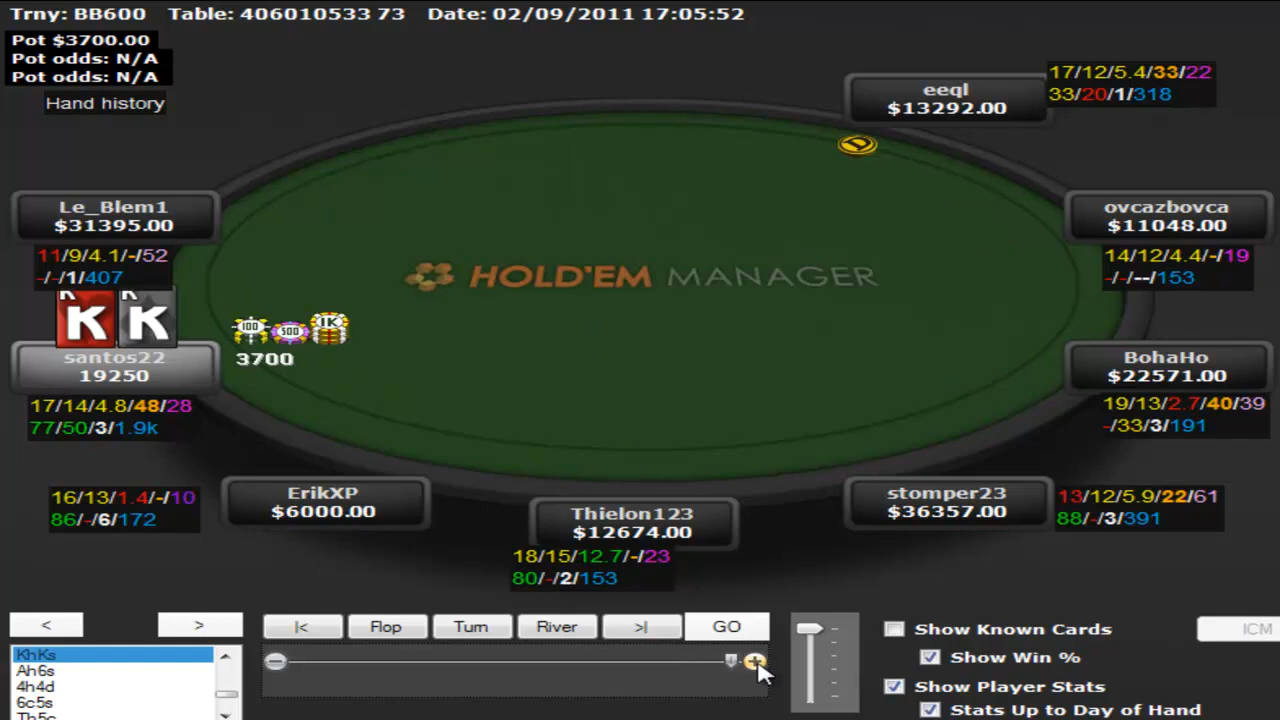 Trny: BB600 Table: 406010533 73 Date: 02/09/2011 17:05:52
Pot $3700.00
Pot odds: N/A
Pot odds: N/A
Hand history
eeql
$13292.00
17/12/5.4/33/22
33/20/1/318
D
Le_Blem1
$31395.00
11/9/4.1/-/52
-/-/1/407
ovcazbovca
$11048.00
14/12/4.4/-/19
-/-/--/153
HOLD'EM MANAGER
K K
K K
santos22
19250
17/14/4.8/48/28
77/50/3/1.9k
100 500 1K
3700
BohaHo
$22571.00
19/13/2.7/40/39
-/33/3/191
16/13/1.4/-/10
86/-/6/172
ErikXP
$6000.00
Thielon123
$12674.00
18/15/12.7/-/23
80/-/2/153
stomper23
$36357.00
13/12/5.9/22/61
88/-/3/391
< >
|< Flop Turn River >| GO
KhKs
Ah6s
4h4d
6c5s
Th5c
Show Known Cards
ICM
Show Win %
Show Player Stats
Stats Up to Day of Hand